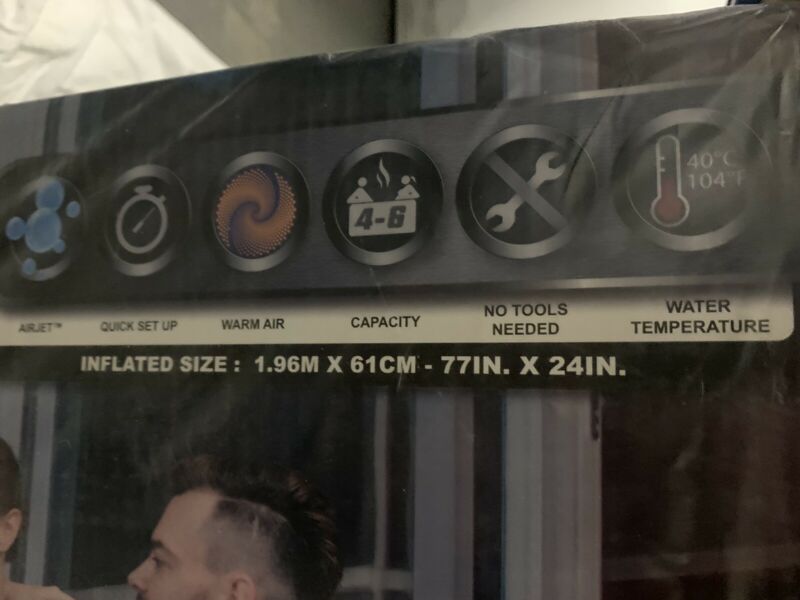 40°C
104°F
4-6
AIRJET™
QUICK SET UP
WARM AIR
CAPACITY
NO TOOLS
NEEDED
WATER
TEMPERATURE
INFLATED SIZE : 1.96M X 61CM - 77IN. X 24IN.